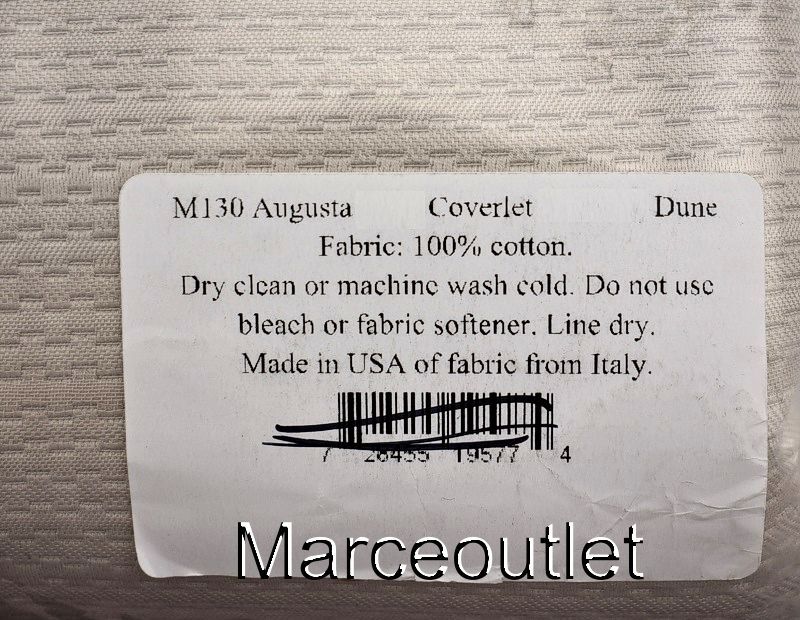 M130 Augusta Coverlet Dune
Fabric: 100% cotton.
Dry clean or machine wash cold. Do not use
bleach or fabric softener. Line dry.
Made in USA of fabric from Italy.
7 28455 19577 4
Marceoutlet